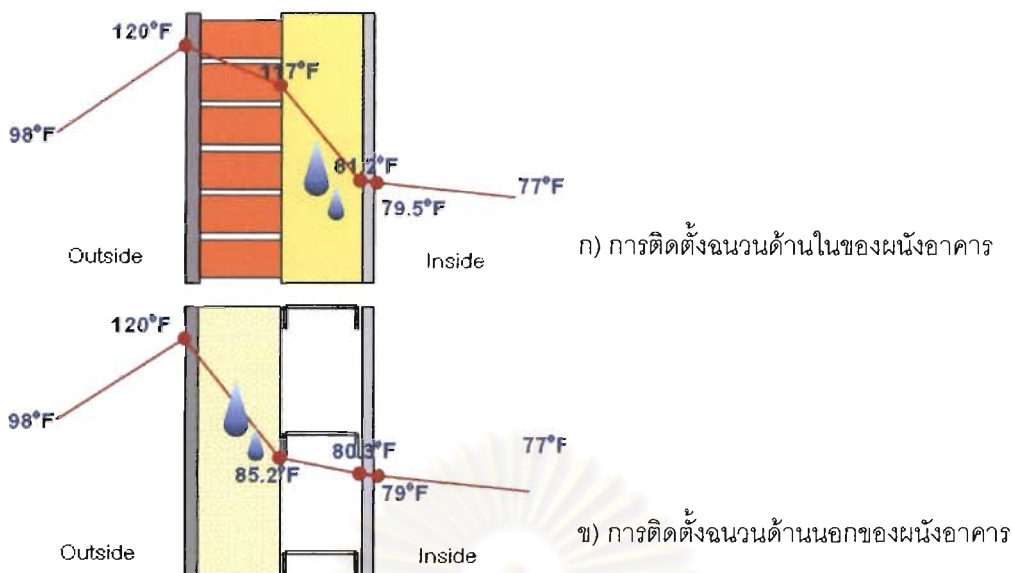 120°F
117°F
98°F
81.2°F
77°F
79.5°F
Outside
Inside
ก) การติดตั้งฉนวนด้านในของผนังอาคาร
120°F
98°F
80.3°F
77°F
85.2°F
79°F
Outside
Inside
ข) การติดตั้งฉนวนด้านนอกของผนังอาคาร